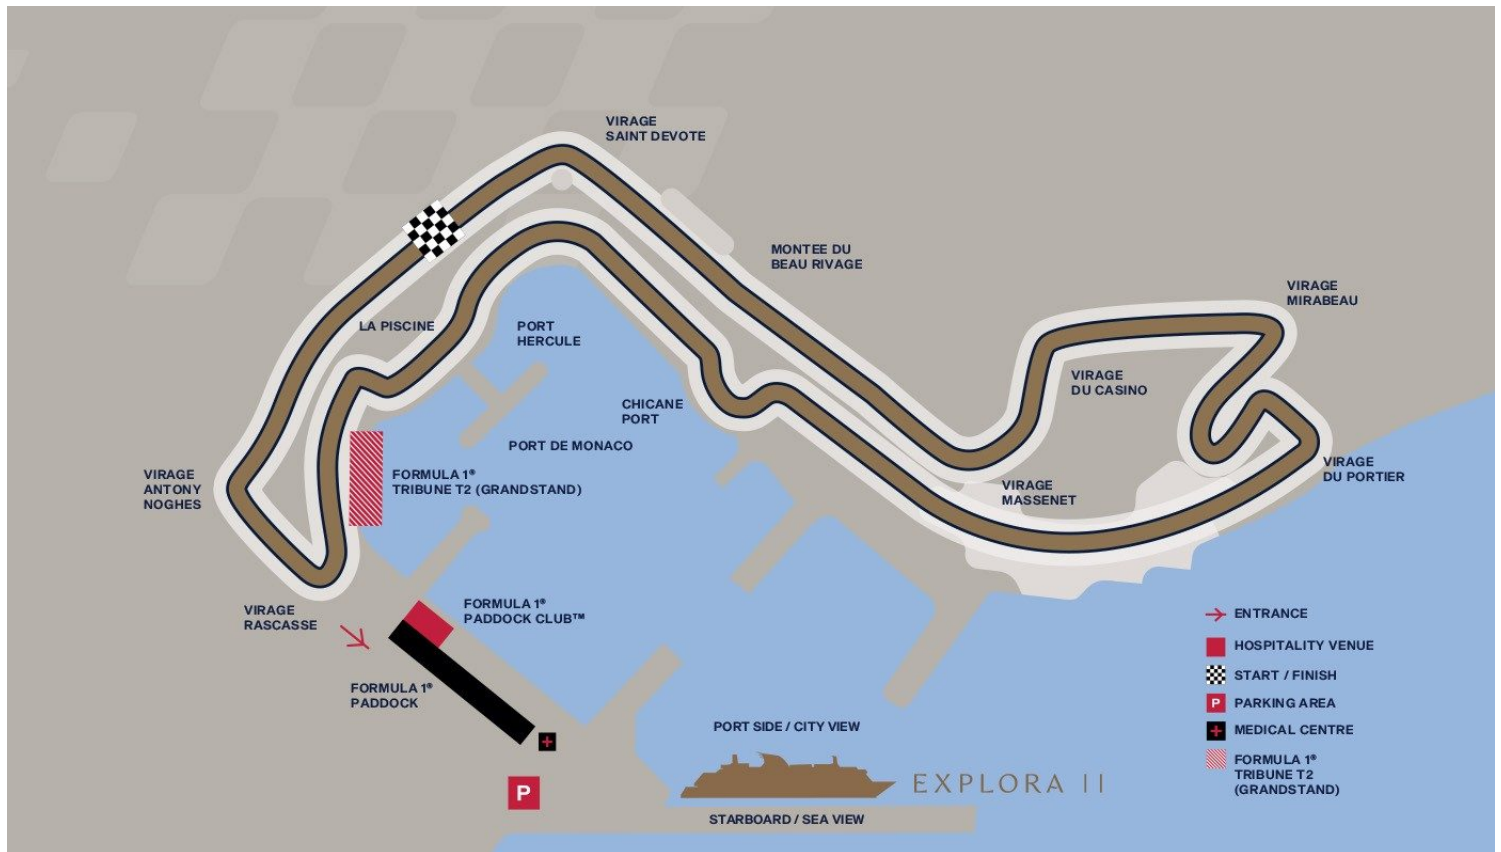 VIRAGE
SAINT DEVOTE
MONTEE DU
BEAU RIVAGE
VIRAGE
MIRABEAU
LA PISCINE
PORT
HERCULE
VIRAGE
DU CASINO
CHICANE
PORT
PORT DE MONACO
VIRAGE
ANTONY
NOGHES
FORMULA 1®
TRIBUNE T2 (GRANDSTAND)
VIRAGE
MASSENET
VIRAGE
DU PORTIER
VIRAGE
RASCASSE
FORMULA 1®
PADDOCK CLUB™
FORMULA 1®
PADDOCK
P
PORT SIDE / CITY VIEW
EXPLORA II
STARBOARD / SEA VIEW
ENTRANCE
HOSPITALITY VENUE
START / FINISH
P PARKING AREA
MEDICAL CENTRE
FORMULA 1®
TRIBUNE T2
(GRANDSTAND)